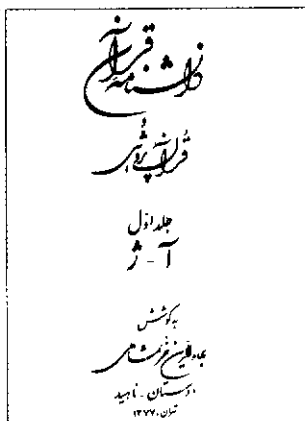 دانشنامهٔ قرآن
و
قرآن پژوهی
جلد اول
آ - ژ
به کوشش
بهاءالدین خرمشاهی
دوستان - ناهید
تهران، ۱۳۷۷